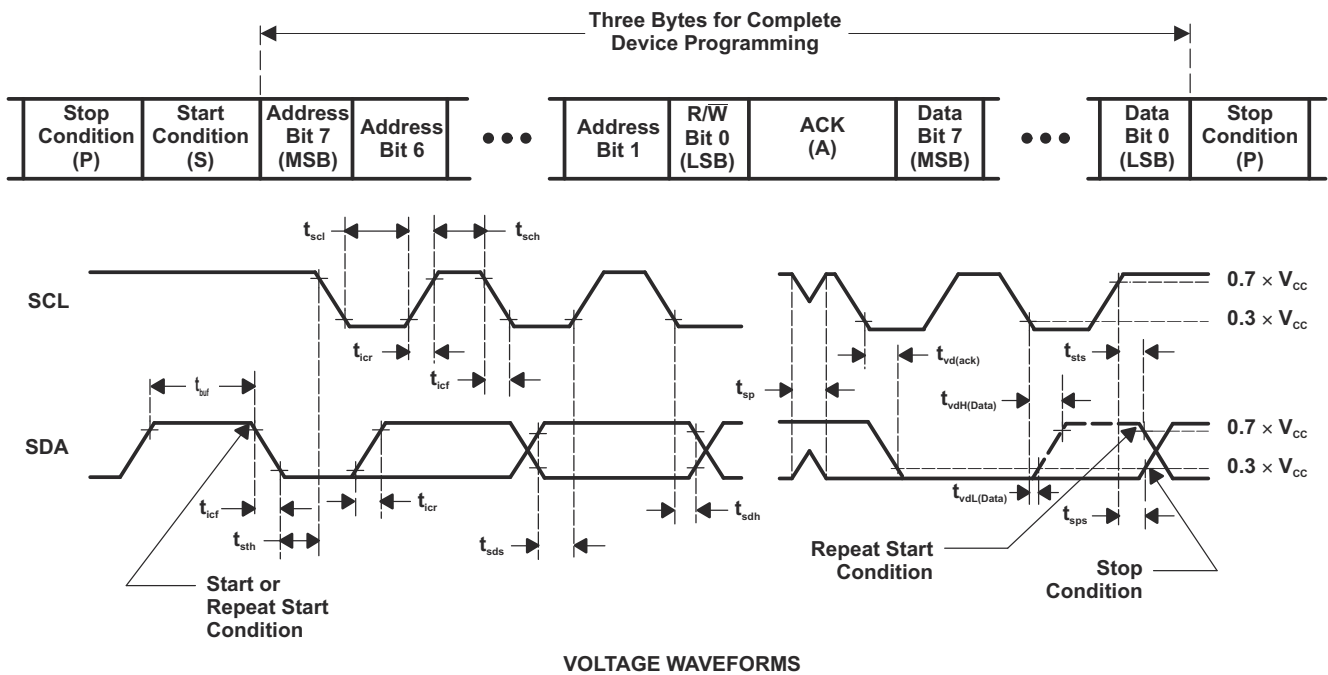 Three Bytes for Complete
Device Programming
Stop
Condition
(P)
Start
Condition
(S)
Address
Bit 7
(MSB)
Address
Bit 6
•••
Address
Bit 1
R/W̅
Bit 0
(LSB)
ACK
(A)
Data
Bit 7
(MSB)
•••
Data
Bit 0
(LSB)
Stop
Condition
(P)
tscl
tsch
SCL
0.7 × VCC
0.3 × VCC
ticr
ticf
tvd(ack)
tsts
tsp
tvdH(Data)
tbuf
SDA
0.7 × VCC
0.3 × VCC
ticf
ticr
tsth
tsds
tsdh
tvdL(Data)
tsps
Start or
Repeat Start
Condition
Repeat Start
Condition
Stop
Condition
VOLTAGE WAVEFORMS